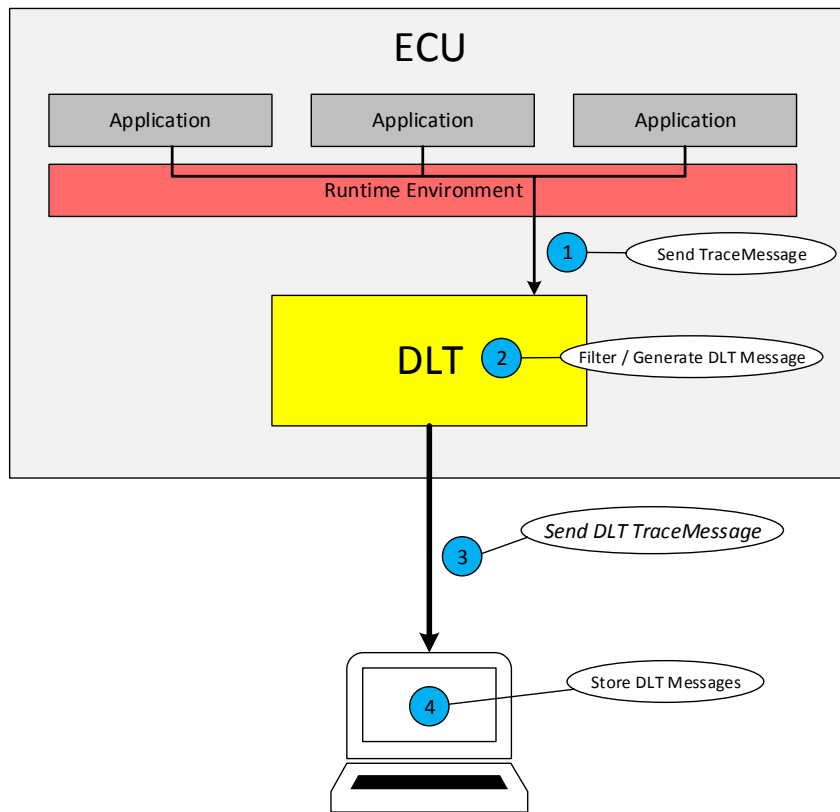 ECU
Application
Application
Application
Runtime Environment
1
Send TraceMessage
DLT
2
Filter / Generate DLT Message
3
Send DLT TraceMessage
4
Store DLT Messages